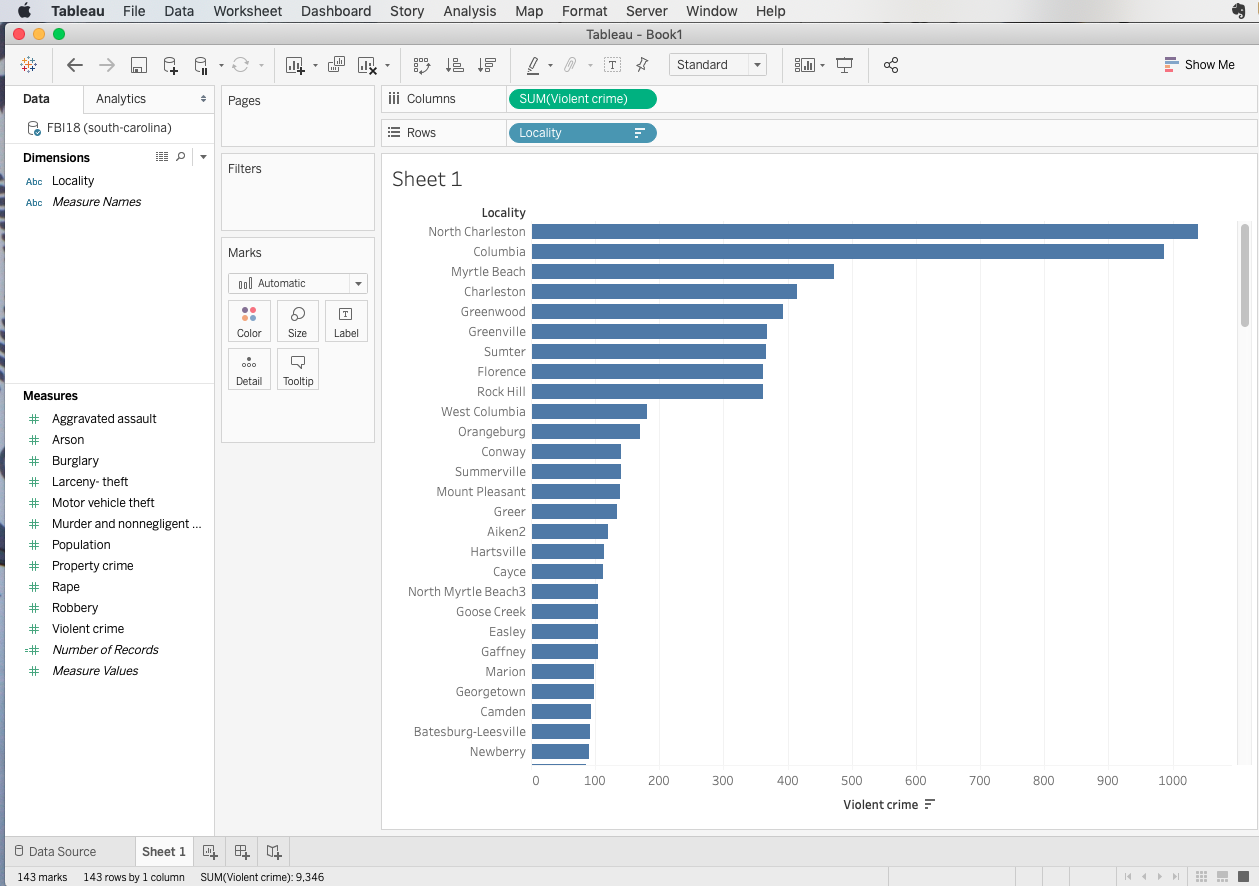 Tableau File Data Worksheet Dashboard Story Analysis Map Format Server Window Help
Tableau - Book1
Standard
Show Me
Data Analytics
FBI18 (south-carolina)
Dimensions
Abc Locality
Abc Measure Names
Measures
# Aggravated assault
# Arson
# Burglary
# Larceny- theft
# Motor vehicle theft
# Murder and nonnegligent ...
# Population
# Property crime
# Rape
# Robbery
# Violent crime
=# Number of Records
# Measure Values
Pages
Filters
Marks
Automatic
Color Size T Label
Detail Tooltip
Columns SUM(Violent crime)
Rows Locality
Sheet 1
Locality
North Charleston
Columbia
Myrtle Beach
Charleston
Greenwood
Greenville
Sumter
Florence
Rock Hill
West Columbia
Orangeburg
Conway
Summerville
Mount Pleasant
Greer
Aiken2
Hartsville
Cayce
North Myrtle Beach3
Goose Creek
Easley
Gaffney
Marion
Georgetown
Camden
Batesburg-Leesville
Newberry
0 100 200 300 400 500 600 700 800 900 1000
Violent crime
Data Source Sheet 1
143 marks 143 rows by 1 column SUM(Violent crime): 9,346